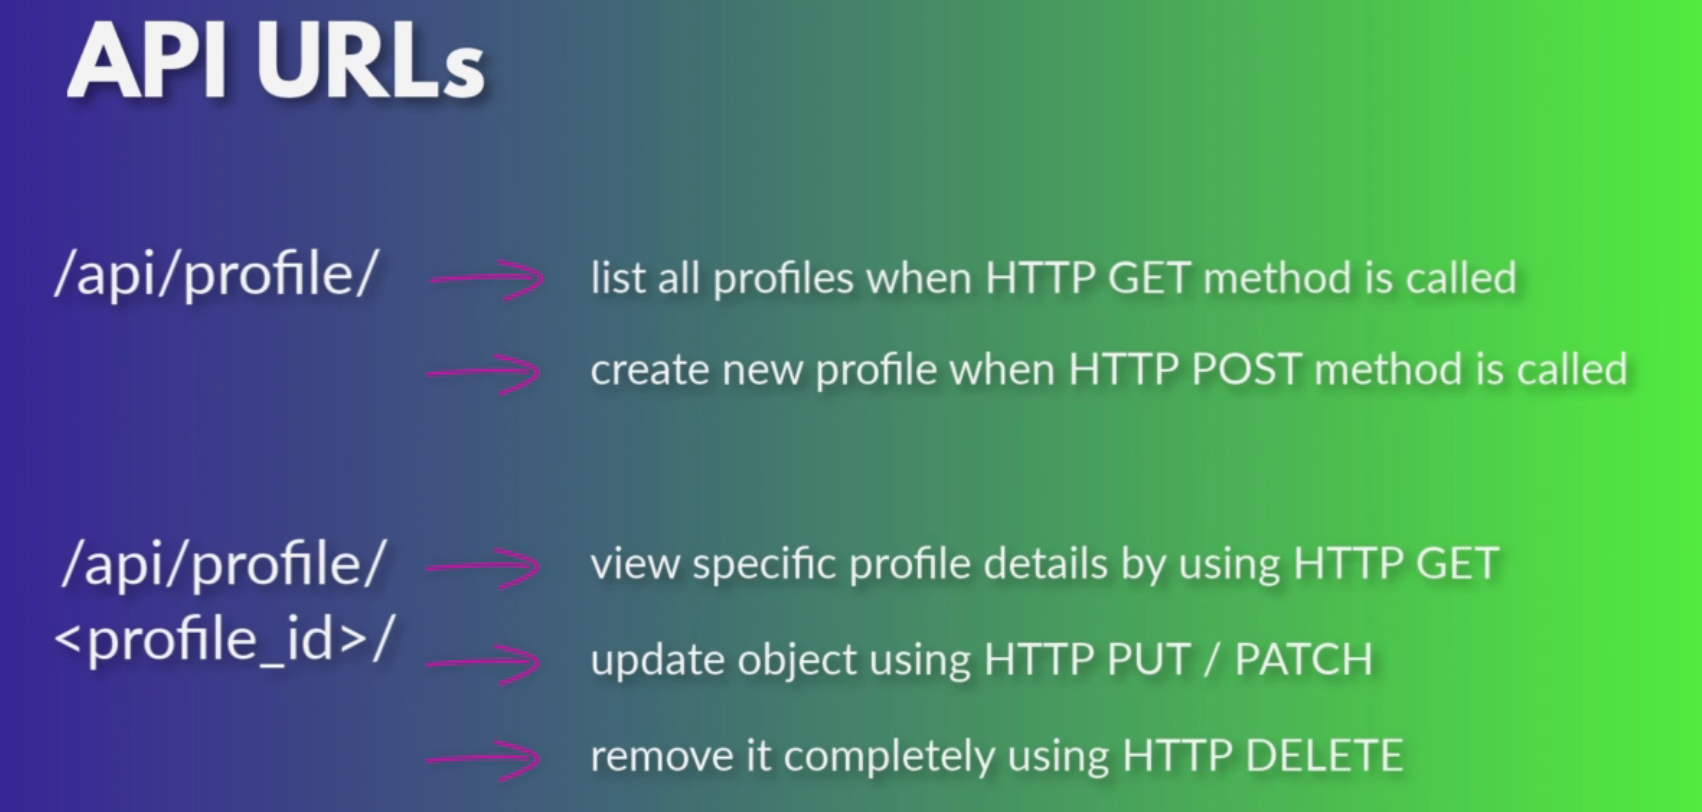 API URLs
/api/profile/
list all profiles when HTTP GET method is called
create new profile when HTTP POST method is called
/api/profile/
<profile_id>/
view specific profile details by using HTTP GET
update object using HTTP PUT / PATCH
remove it completely using HTTP DELETE